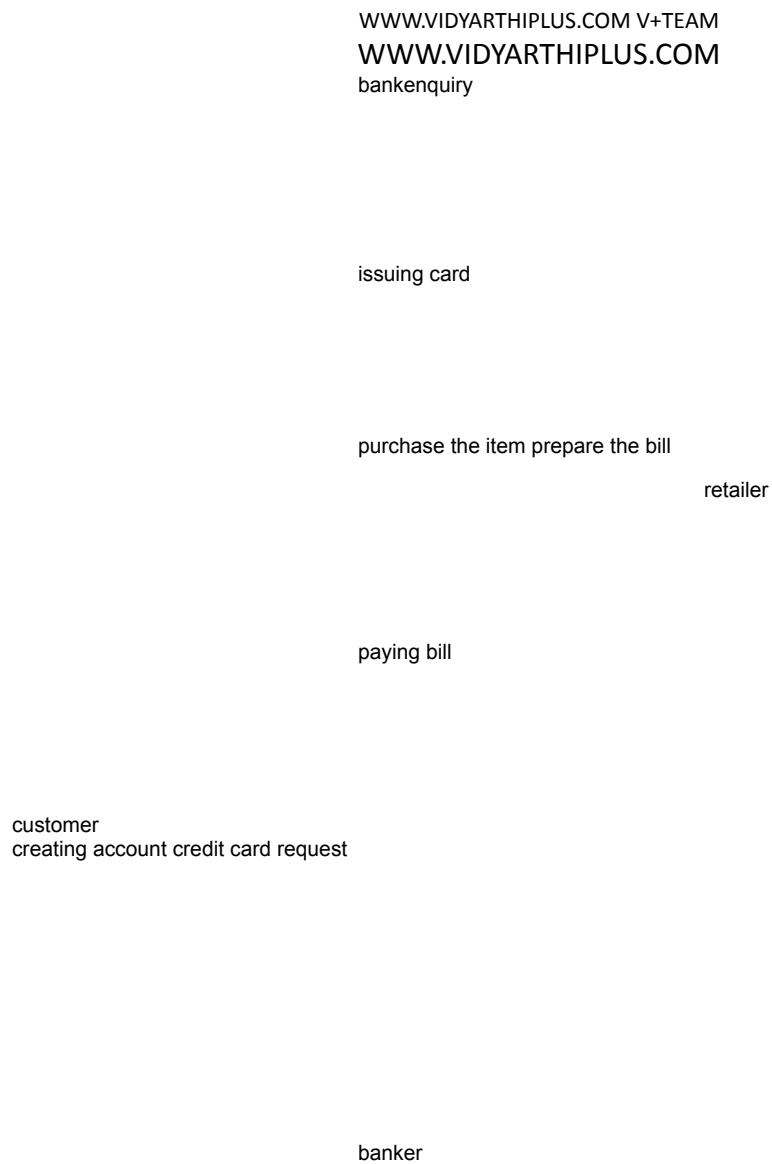 WWW.VIDYARTHIPLUS.COM V+TEAM
WWW.VIDYARTHIPLUS.COM
bankenquiry
issuing card
purchase the item prepare the bill
retailer
paying bill
customer
creating account credit card request
banker